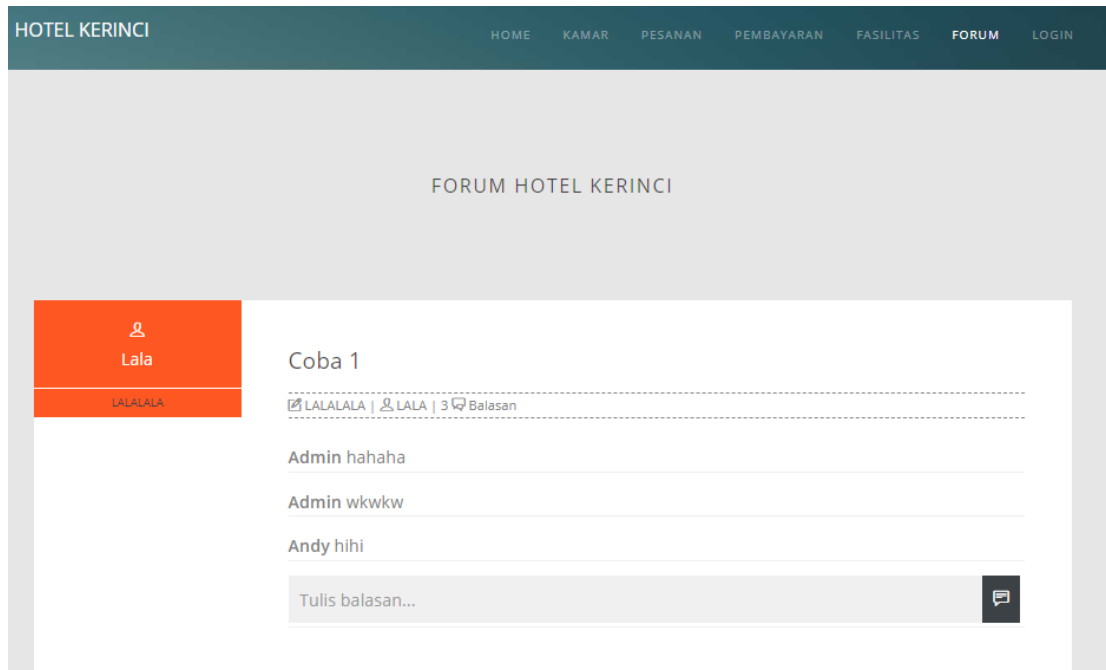 HOTEL KERINCI
HOME KAMAR PESANAN PEMBAYARAN FASILITAS FORUM LOGIN
FORUM HOTEL KERINCI
Lala
LALALALA
Coba 1
LALALALA | LALA | 3 Balasan
Admin hahaha
Admin wkwkw
Andy hihi
Tulis balasan...